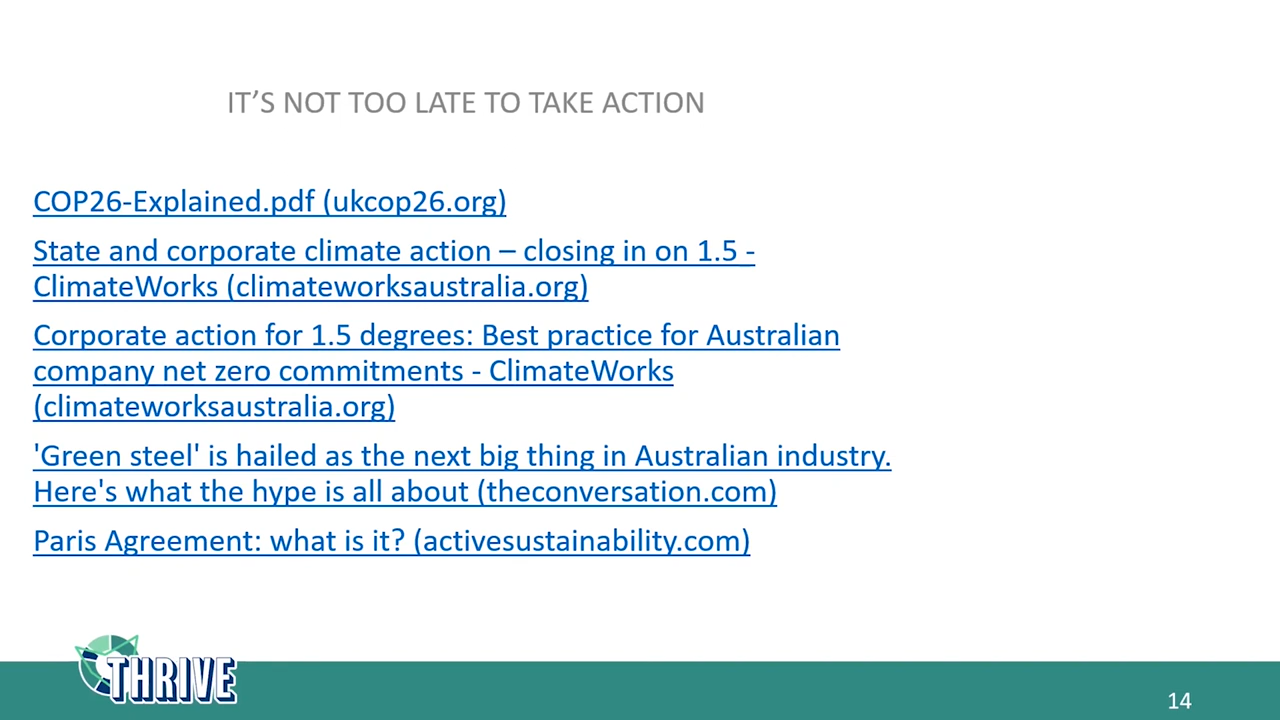 IT’S NOT TOO LATE TO TAKE ACTION
COP26-Explained.pdf (ukcop26.org)
State and corporate climate action – closing in on 1.5 -
ClimateWorks (climateworksaustralia.org)
Corporate action for 1.5 degrees: Best practice for Australian
company net zero commitments - ClimateWorks
(climateworksaustralia.org)
'Green steel' is hailed as the next big thing in Australian industry.
Here's what the hype is all about (theconversation.com)
Paris Agreement: what is it? (activesustainability.com)
THRIVE
14